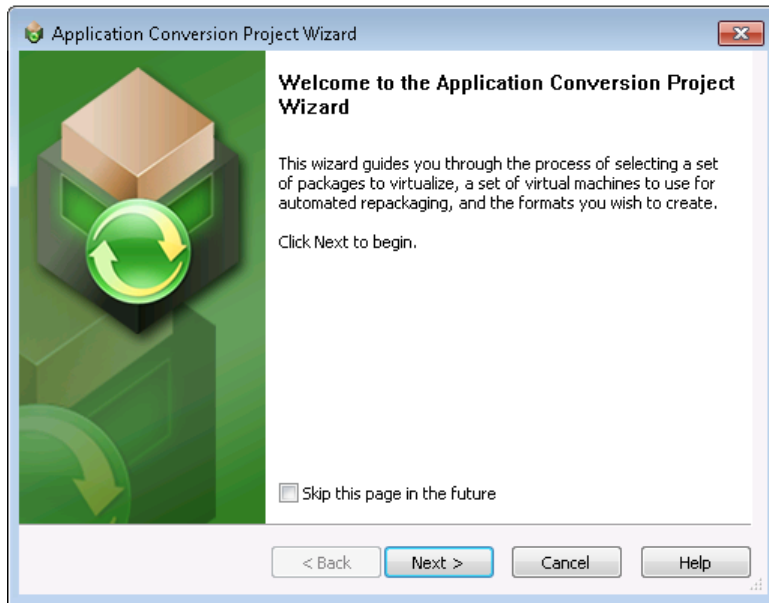 Application Conversion Project Wizard
Welcome to the Application Conversion Project
Wizard
This wizard guides you through the process of selecting a set
of packages to virtualize, a set of virtual machines to use for
automated repackaging, and the formats you wish to create.
Click Next to begin.
Skip this page in the future
< Back Next > Cancel Help